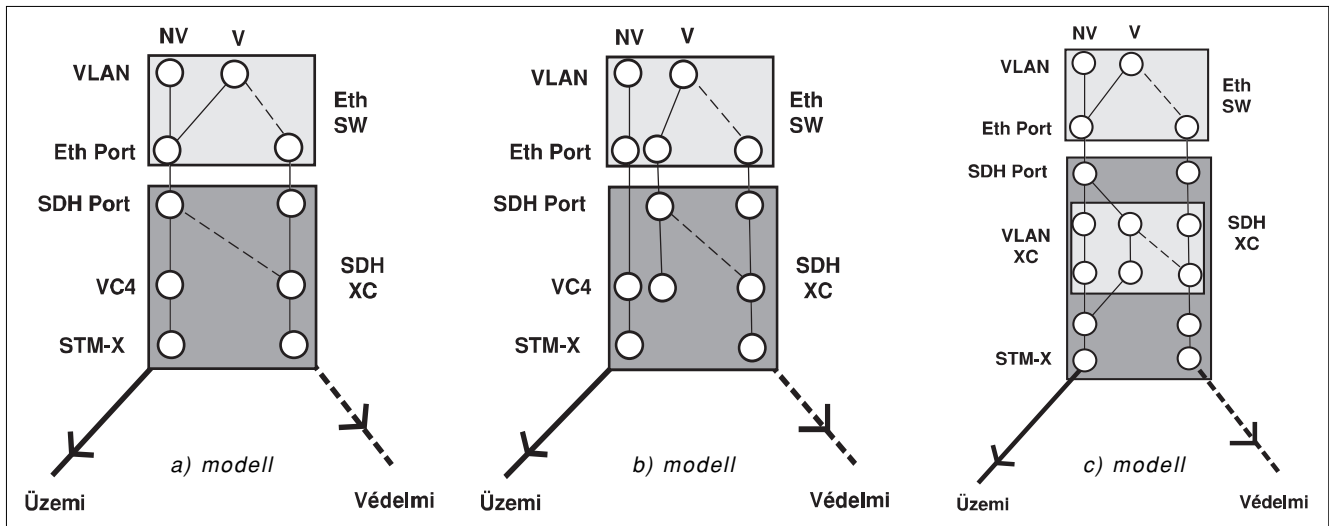 NV V
VLAN
Eth
SW
Eth Port
SDH Port
SDH
XC
VC4
STM-X
a) modell
Üzemi
Védelmi
NV V
VLAN
Eth
SW
Eth Port
SDH Port
SDH
XC
VC4
STM-X
b) modell
Üzemi
Védelmi
NV V
VLAN
Eth
SW
Eth Port
SDH Port
VLAN
XC
SDH
XC
STM-X
c) modell
Üzemi
Védelmi